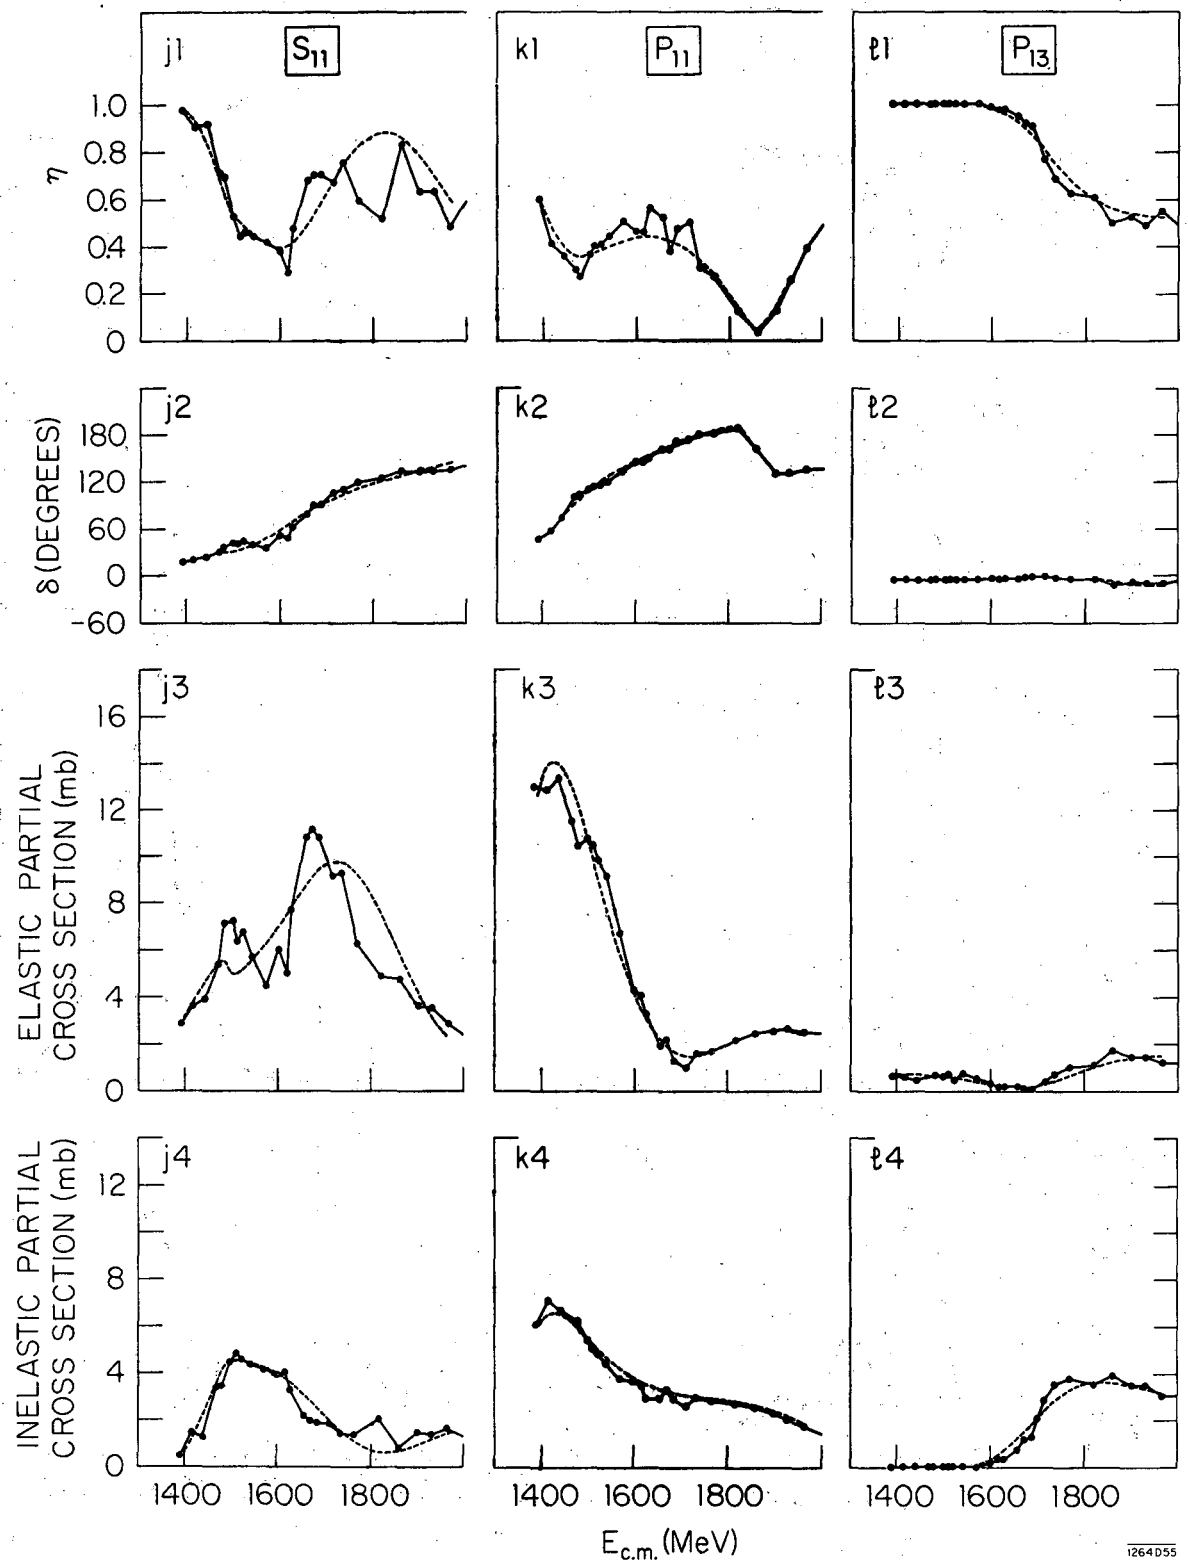 j1 S11 k1 P11 ℓ1 P13
η
1.0
0.8
0.6
0.4
0.2
0
j2 k2 ℓ2
δ (DEGREES)
180
120
60
0
-60
j3 k3 ℓ3
ELASTIC PARTIAL
CROSS SECTION (mb)
16
12
8
4
0
j4 k4 ℓ4
INELASTIC PARTIAL
CROSS SECTION (mb)
12
8
4
0
1400 1600 1800 1400 1600 1800 1400 1600 1800
Ec.m. (MeV)
1264D55